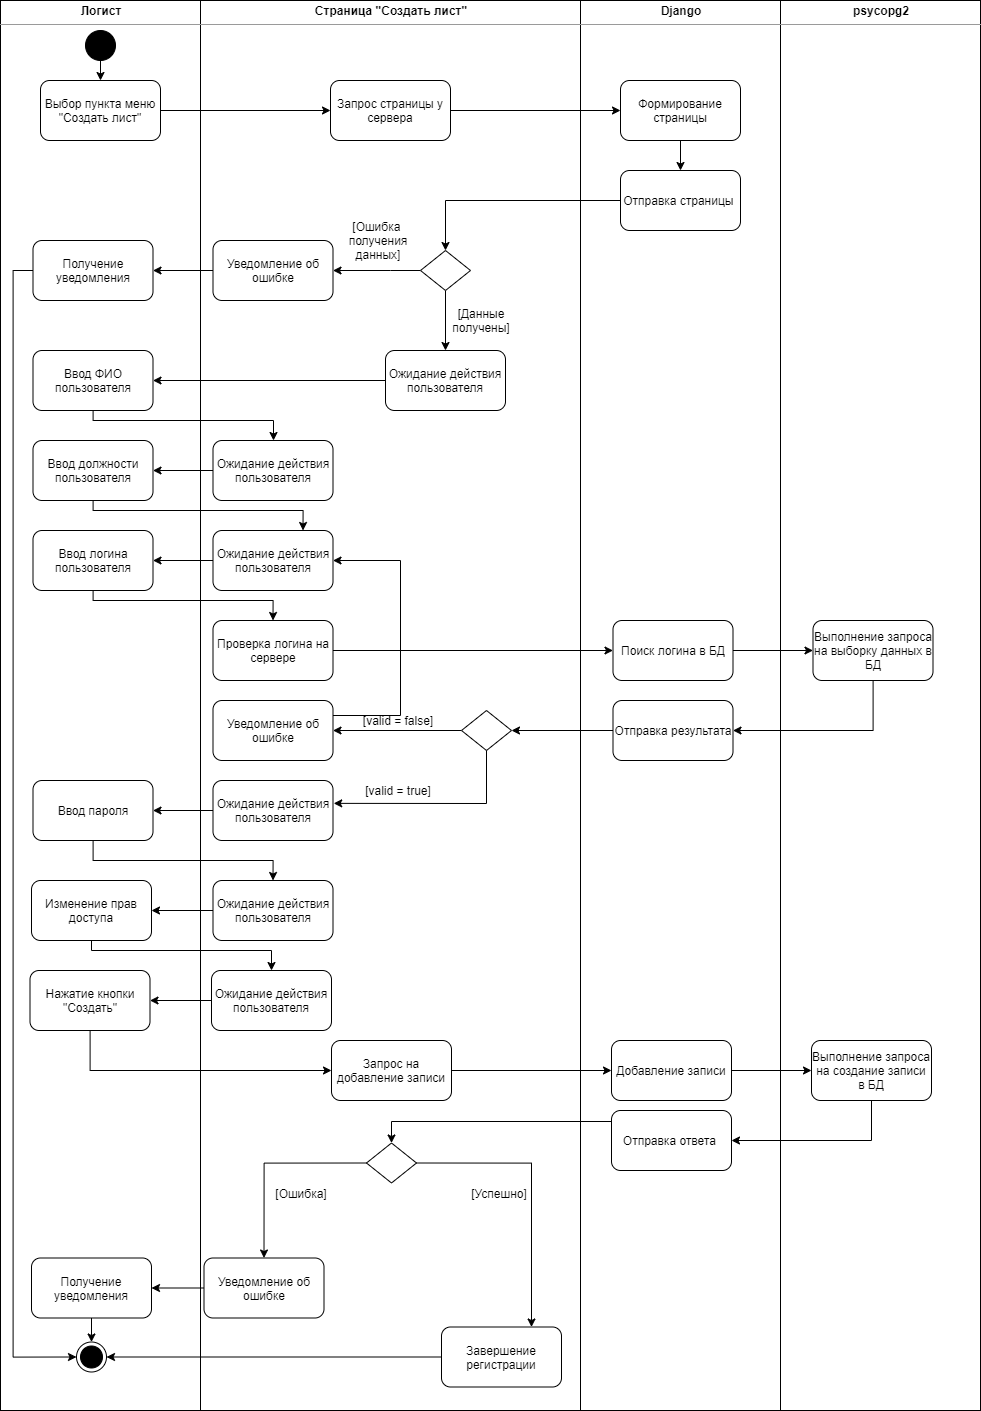 Логист
Страница "Создать лист"
Django
psycopg2
Выбор пункта меню
"Создать лист"
Запрос страницы у
сервера
Формирование
страницы
Отправка страницы
[Ошибка
получения
данных]
Получение
уведомления
Уведомление об
ошибке
[Данные
получены]
Ввод ФИО
пользователя
Ожидание действия
пользователя
Ввод должности
пользователя
Ожидание действия
пользователя
Ввод логина
пользователя
Ожидание действия
пользователя
Проверка логина на
сервере
Поиск логина в БД
Выполнение запроса
на выборку данных в
БД
Уведомление об
ошибке
[valid = false]
Отправка результата
[valid = true]
Ввод пароля
Ожидание действия
пользователя
Изменение прав
доступа
Ожидание действия
пользователя
Нажатие кнопки
"Создать"
Ожидание действия
пользователя
Запрос на
добавление записи
Добавление записи
Выполнение запроса
на создание записи
в БД
Отправка ответа
[Ошибка]
[Успешно]
Получение
уведомления
Уведомление об
ошибке
Завершение
регистрации